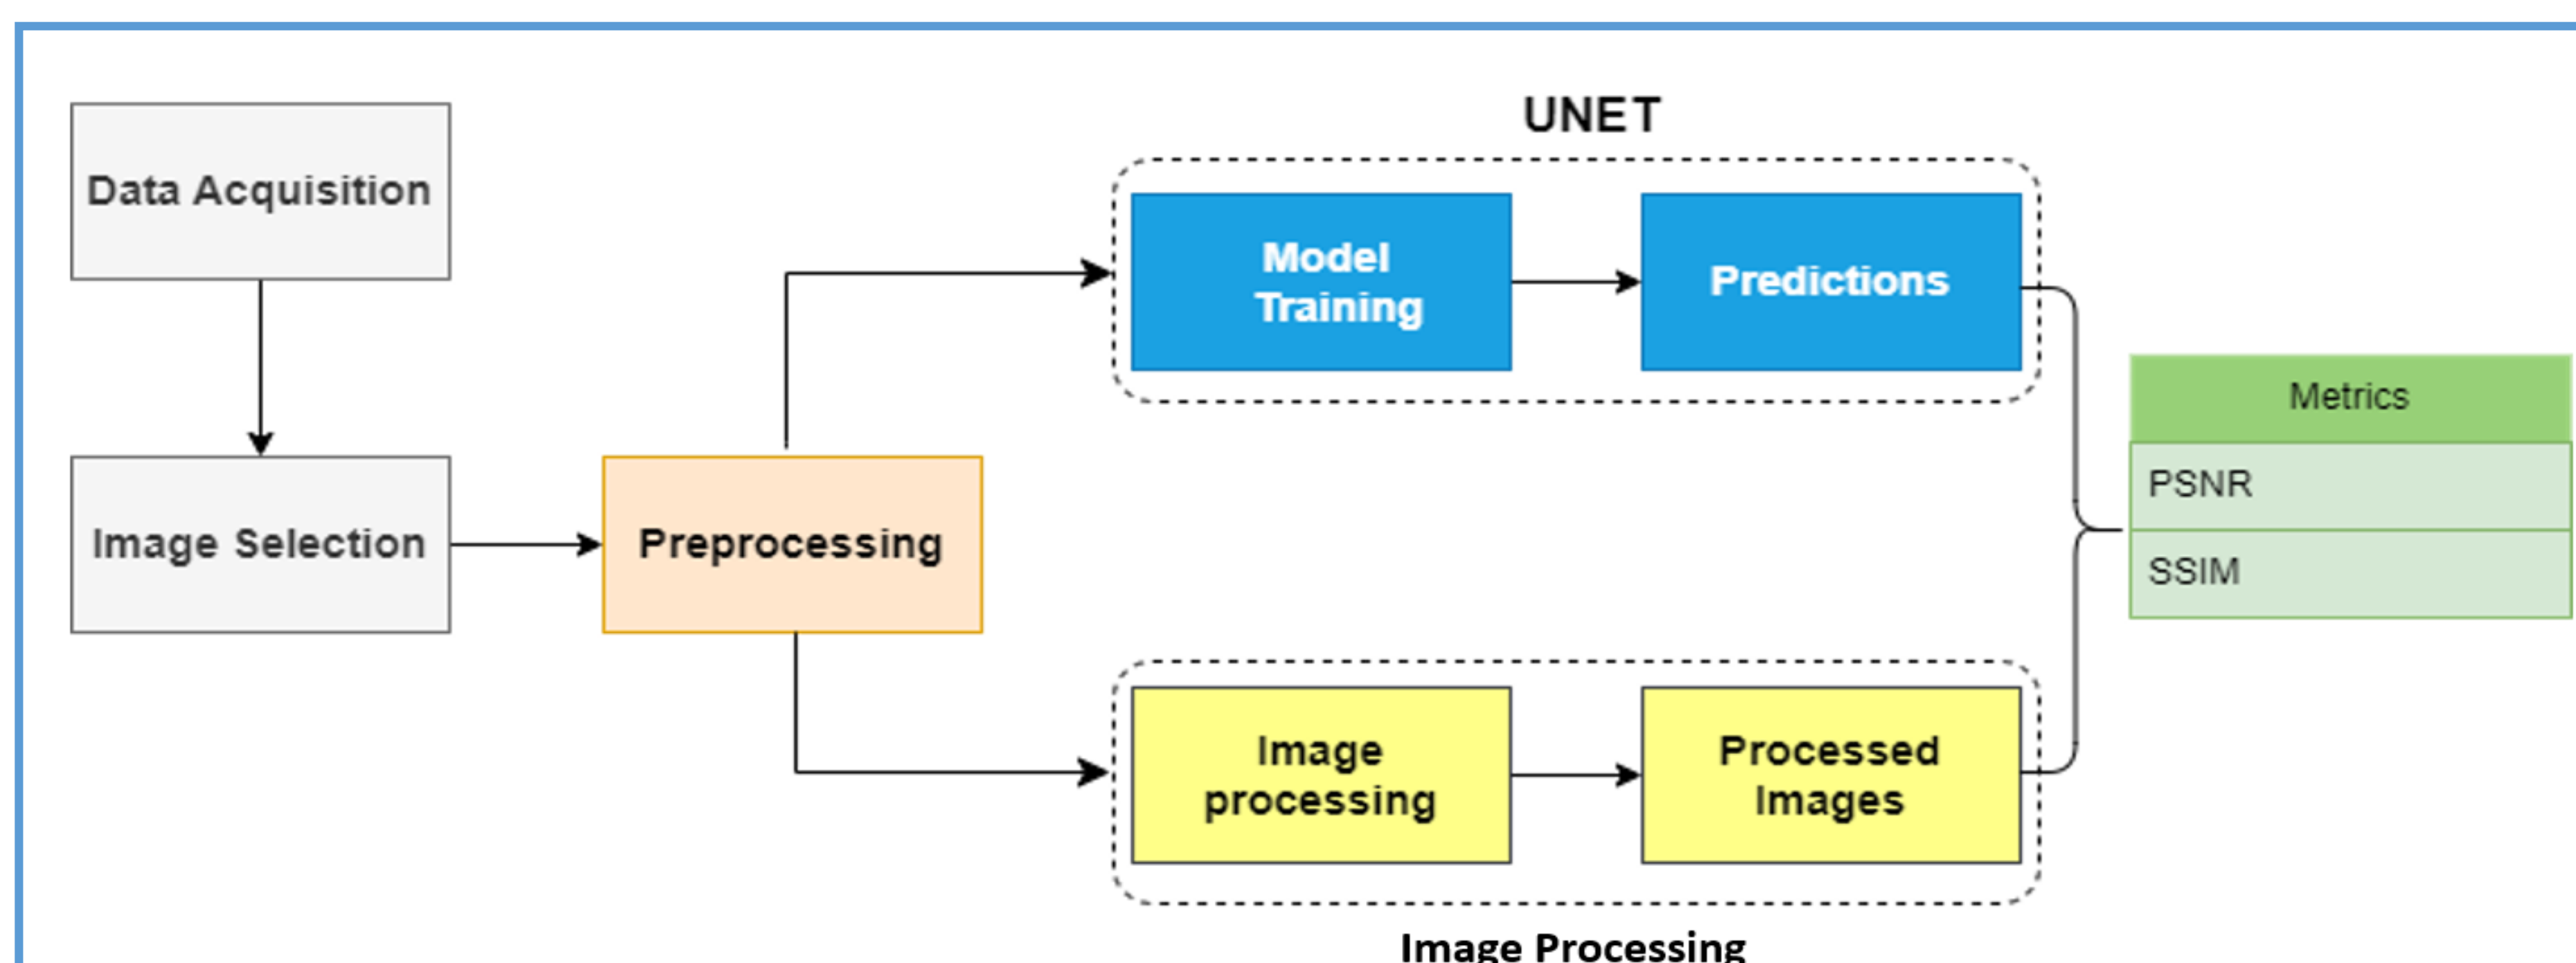 Data Acquisition
Image Selection
Preprocessing
UNET
Model
Training
Predictions
Image
processing
Processed
Images
Image Processing
Metrics
PSNR
SSIM